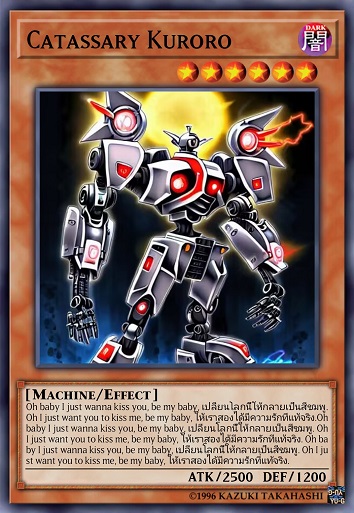 Catassary Kuroro
DARK
闇
[Machine/Effect]
Oh baby I just wanna kiss you, be my baby, เปลี่ยนโลกนี้ให้กลายเป็นสีชมพู.
Oh I just want you to kiss me, be my baby, ให้เราสองได้มีความรักที่แท้จริง.Oh
baby I just wanna kiss you, be my baby, เปลี่ยนโลกนี้ให้กลายเป็นสีชมพู. Oh
I just want you to kiss me, be my baby, ให้เราสองได้มีความรักที่แท้จริง. Oh ba
by I just wanna kiss you, be my baby, เปลี่ยนโลกนี้ให้กลายเป็นสีชมพู. Oh I ju
st want you to kiss me, be my baby, ให้เราสองได้มีความรักที่แท้จริง.
ATK/2500 DEF/1200
©1996 KAZUKI TAKAHASHI